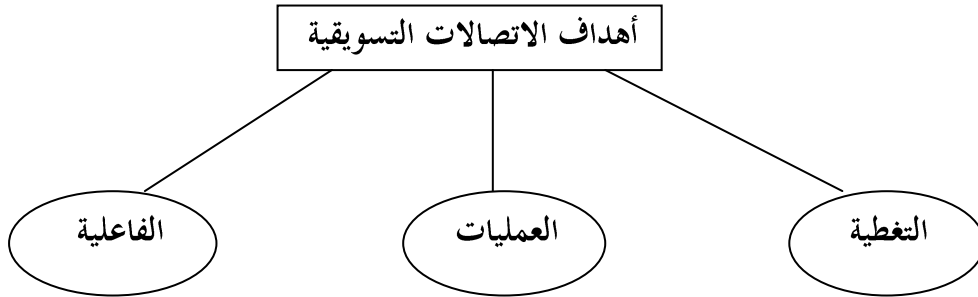 أهداف الاتصالات التسويقية
التغطية
العمليات
الفاعلية